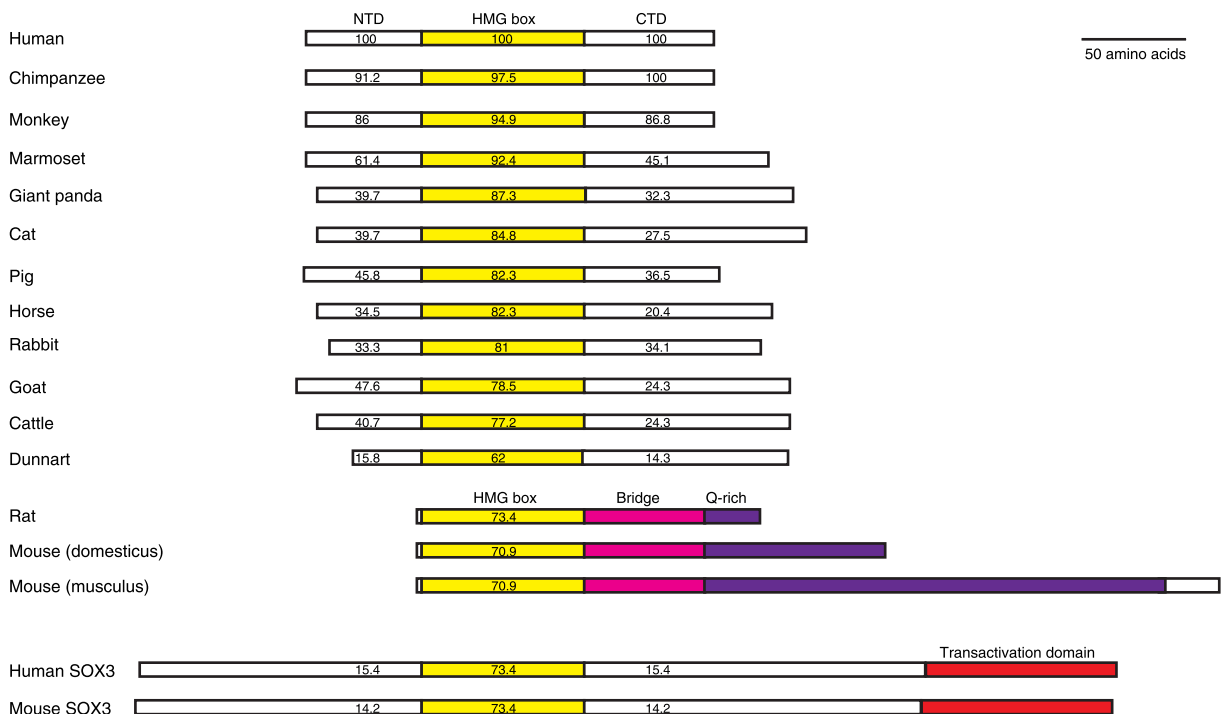 NTD HMG box CTD
Human 100 100 100
50 amino acids
Chimpanzee 91.2 97.5 100
Monkey 86 94.9 86.8
Marmoset 61.4 92.4 45.1
Giant panda 39.7 87.3 32.3
Cat 39.7 84.8 27.5
Pig 45.8 82.3 36.5
Horse 34.5 82.3 20.4
Rabbit 33.3 81 34.1
Goat 47.6 78.5 24.3
Cattle 40.7 77.2 24.3
Dunnart 15.8 62 14.3
HMG box Bridge Q-rich
Rat 73.4
Mouse (domesticus) 70.9
Mouse (musculus) 70.9
Transactivation domain
Human SOX3 15.4 73.4 15.4
Mouse SOX3 14.2 73.4 14.2